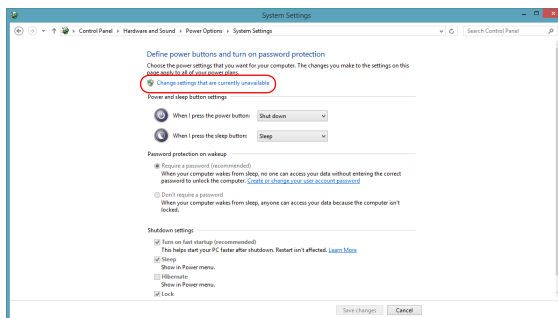 System Settings
Control Panel › Hardware and Sound › Power Options › System Settings
Search Control Panel
Define power buttons and turn on password protection
Choose the power settings that you want for your computer. The changes you make to the settings on this
page apply to all of your power plans.
Change settings that are currently unavailable
Power and sleep button settings
When I press the power button: Shut down
When I press the sleep button: Sleep
Password protection on wakeup
Require a password (recommended)
When your computer wakes from sleep, no one can access your data without entering the correct
password to unlock the computer. Create or change your user account password
Don't require a password
When your computer wakes from sleep, anyone can access your data because the computer isn't
locked.
Shutdown settings
Turn on fast startup (recommended)
This helps start your PC faster after shutdown. Restart isn't affected. Learn More
Sleep
Show in Power menu.
Hibernate
Show in Power menu.
Lock
Save changes Cancel